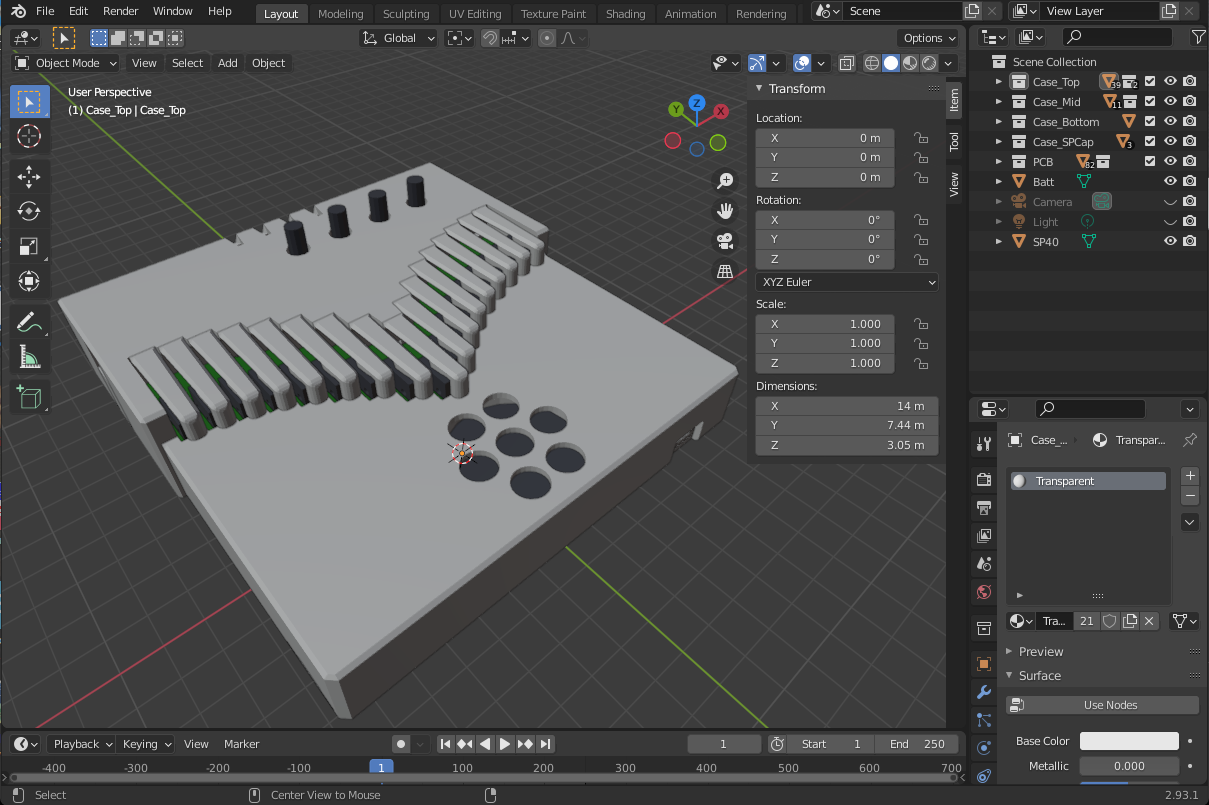 File Edit Render Window Help Layout Modeling Sculpting UV Editing Texture Paint Shading Animation Rendering Scene View Layer
Global Options
Object Mode View Select Add Object
User Perspective
(1) Case_Top | Case_Top
Z
Y
X
Transform
Location:
X 0 m
Y 0 m
Z 0 m
Rotation:
X 0°
Y 0°
Z 0°
XYZ Euler
Scale:
X 1.000
Y 1.000
Z 1.000
Dimensions:
X 14 m
Y 7.44 m
Z 3.05 m
Item
Tool
View
Scene Collection
Case_Top 39 2
Case_Mid 11
Case_Bottom
Case_SPCap 3
PCB 82
Batt
Camera
Light
SP40
Case_... Transpar...
Transparent
Tra... 21
Preview
Surface
Use Nodes
Base Color
Metallic 0.000
Playback Keying View Marker 1 Start 1 End 250
-400 -300 -200 -100 1 100 200 300 400 500 600 700
Select Center View to Mouse 2.93.1